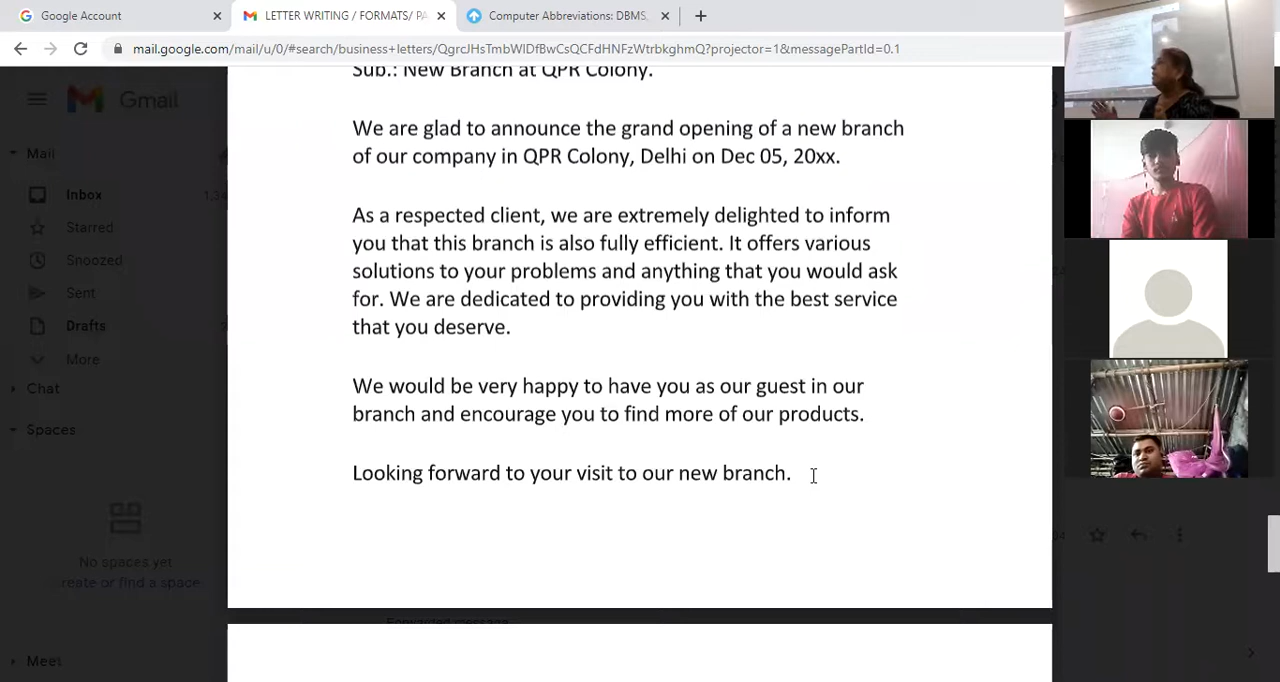 Google Account
LETTER WRITING / FORMATS/ PA
Computer Abbreviations: DBMS,
mail.google.com/mail/u/0/#search/business+letters/QgrcJHsTmbWlDfBwCsQCFdHNFzWtrbkghmQ?projector=1&messagePartId=0.1
Gmail
Mail
Inbox
Starred
Snoozed
Sent
Drafts
More
Chat
Spaces
No spaces yet
reate or find a space
Meet
Sub.: New Branch at QPR Colony.
We are glad to announce the grand opening of a new branch
of our company in QPR Colony, Delhi on Dec 05, 20xx.
As a respected client, we are extremely delighted to inform
you that this branch is also fully efficient. It offers various
solutions to your problems and anything that you would ask
for. We are dedicated to providing you with the best service
that you deserve.
We would be very happy to have you as our guest in our
branch and encourage you to find more of our products.
Looking forward to your visit to our new branch.
Forwarded message